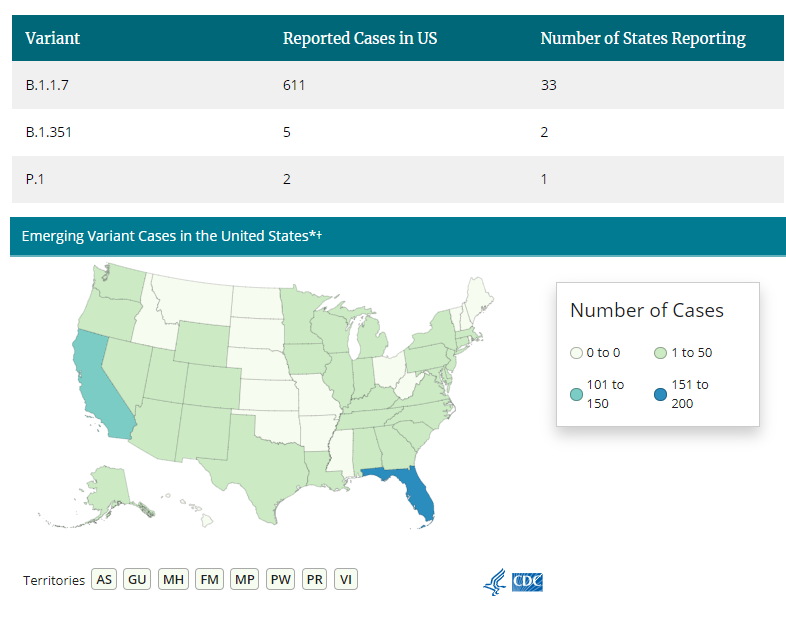 Variant Reported Cases in US Number of States Reporting
B.1.1.7 611 33
B.1.351 5 2
P.1 2 1
Emerging Variant Cases in the United States*†
Number of Cases
0 to 0 1 to 50
101 to 150 151 to 200
Territories AS GU MH FM MP PW PR VI
CDC